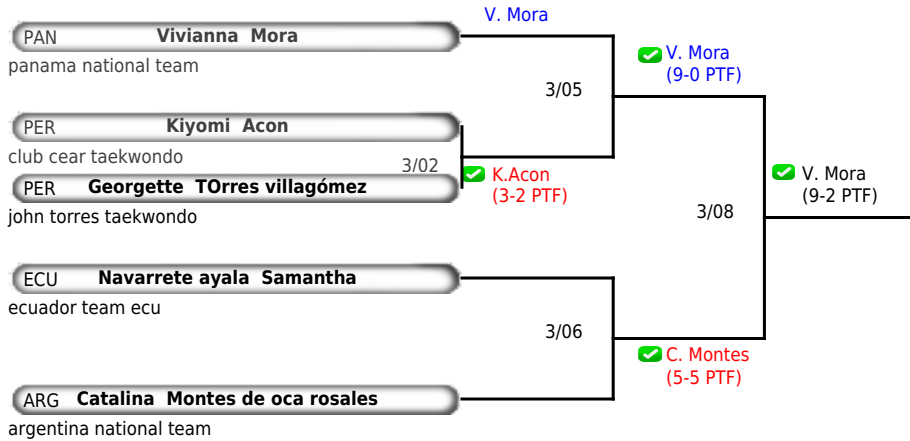 V. Mora
PAN Vivianna Mora
panama national team
V. Mora
(9-0 PTF)
3/05
PER Kiyomi Acon
club cear taekwondo
3/02
K.Acon
(3-2 PTF)
PER Georgette TOrres villagómez
john torres taekwondo
V. Mora
(9-2 PTF)
3/08
ECU Navarrete ayala Samantha
ecuador team ecu
3/06
C. Montes
(5-5 PTF)
ARG Catalina Montes de oca rosales
argentina national team